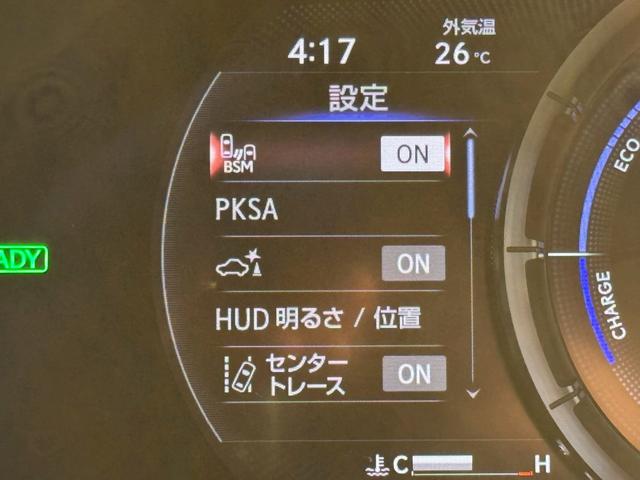 外気温
4:17 26℃
設定
BSM ON
PKSA
ON
HUD 明るさ / 位置
センター
トレース ON
C H
ADY
ECO
CHARGE